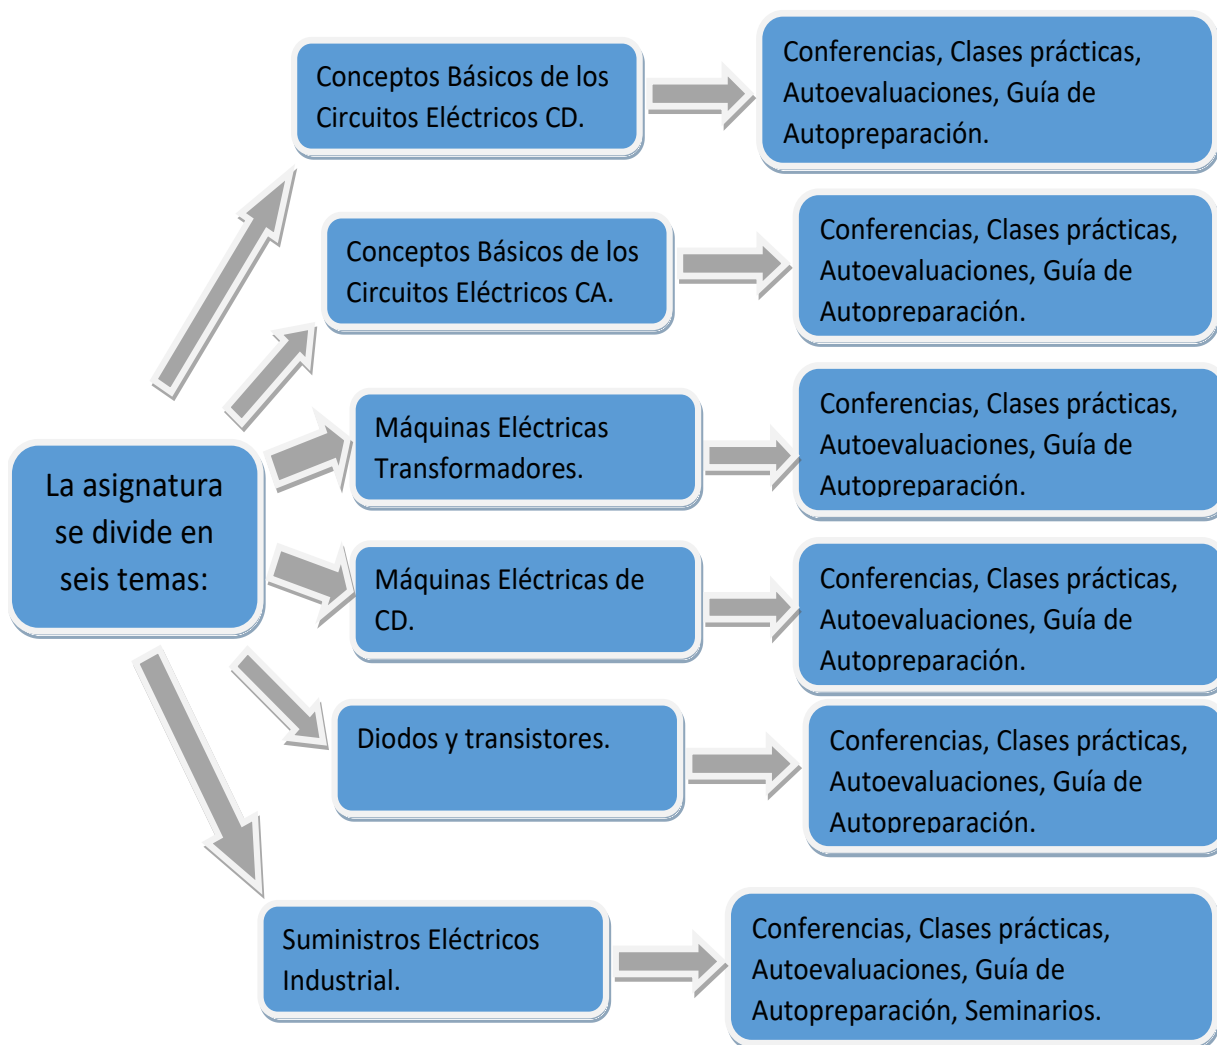 Conceptos Básicos de los
Circuitos Eléctricos CD.
Conferencias, Clases prácticas,
Autoevaluaciones, Guía de
Autopreparación.
Conceptos Básicos de los
Circuitos Eléctricos CA.
Conferencias, Clases prácticas,
Autoevaluaciones, Guía de
Autopreparación.
Máquinas Eléctricas
Transformadores.
Conferencias, Clases prácticas,
Autoevaluaciones, Guía de
Autopreparación.
La asignatura
se divide en
seis temas:
Máquinas Eléctricas de
CD.
Conferencias, Clases prácticas,
Autoevaluaciones, Guía de
Autopreparación.
Diodos y transistores.
Conferencias, Clases prácticas,
Autoevaluaciones, Guía de
Autopreparación.
Suministros Eléctricos
Industrial.
Conferencias, Clases prácticas,
Autoevaluaciones, Guía de
Autopreparación, Seminarios.